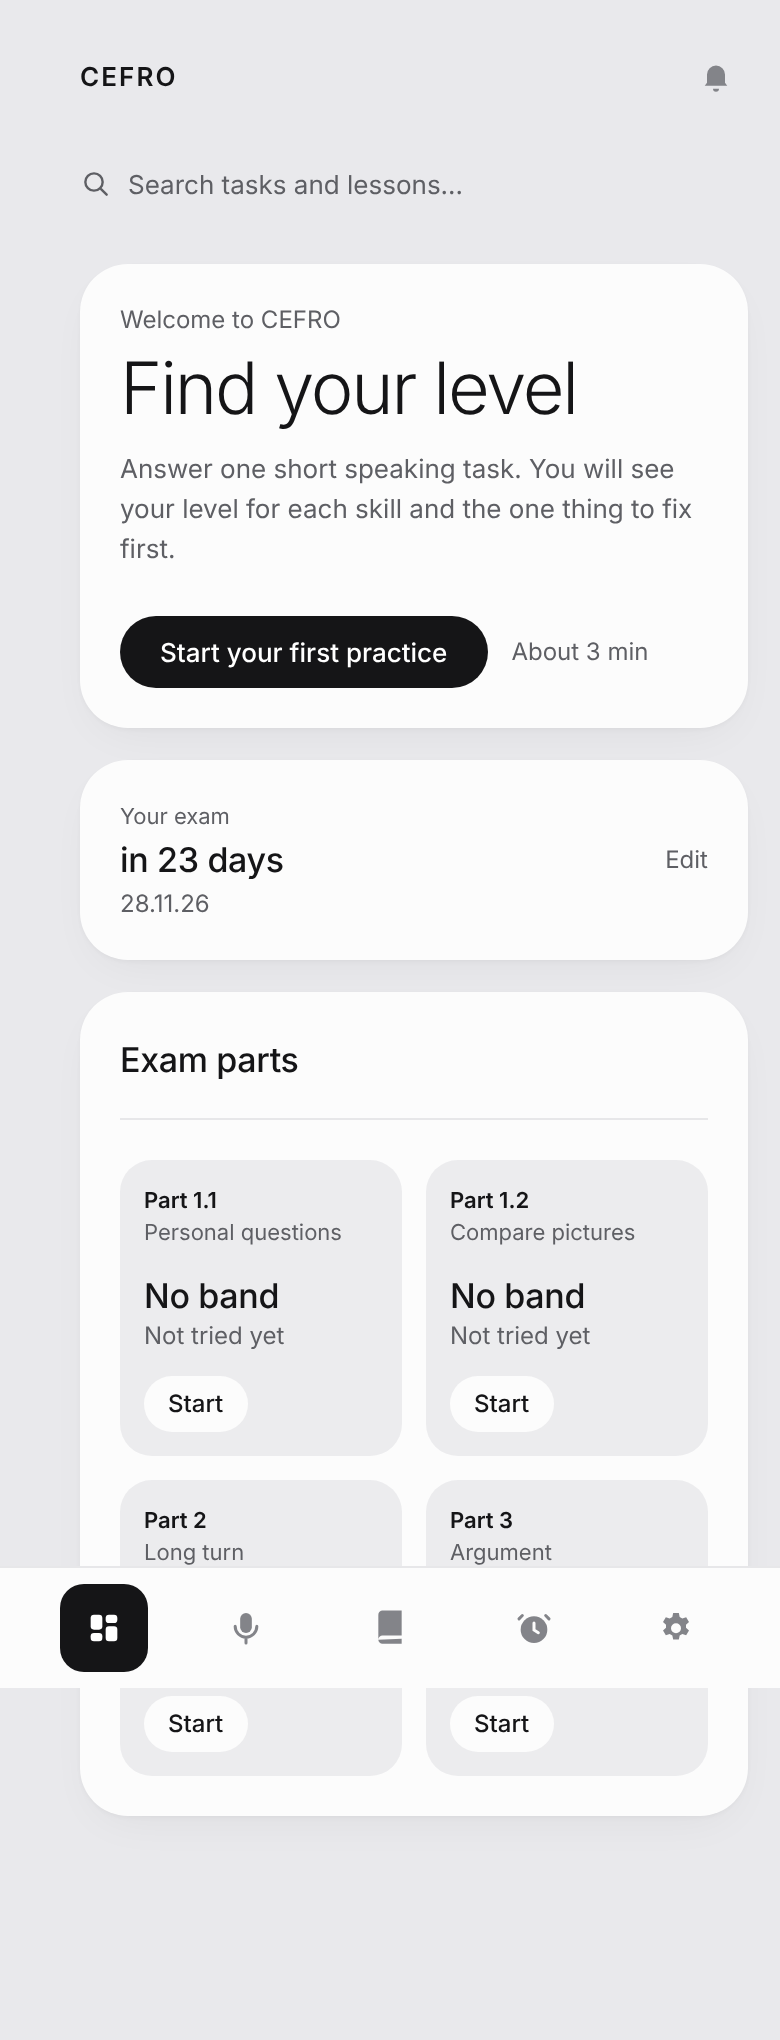 CEFRO
Search tasks and lessons...
Welcome to CEFRO
Find your level
Answer one short speaking task. You will see
your level for each skill and the one thing to fix
first.
Start your first practice
About 3 min
Your exam
in 23 days
Edit
28.11.26
Exam parts
Part 1.1
Personal questions
No band
Not tried yet
Start
Part 1.2
Compare pictures
No band
Not tried yet
Start
Part 2
Long turn
Start
Part 3
Argument
Start